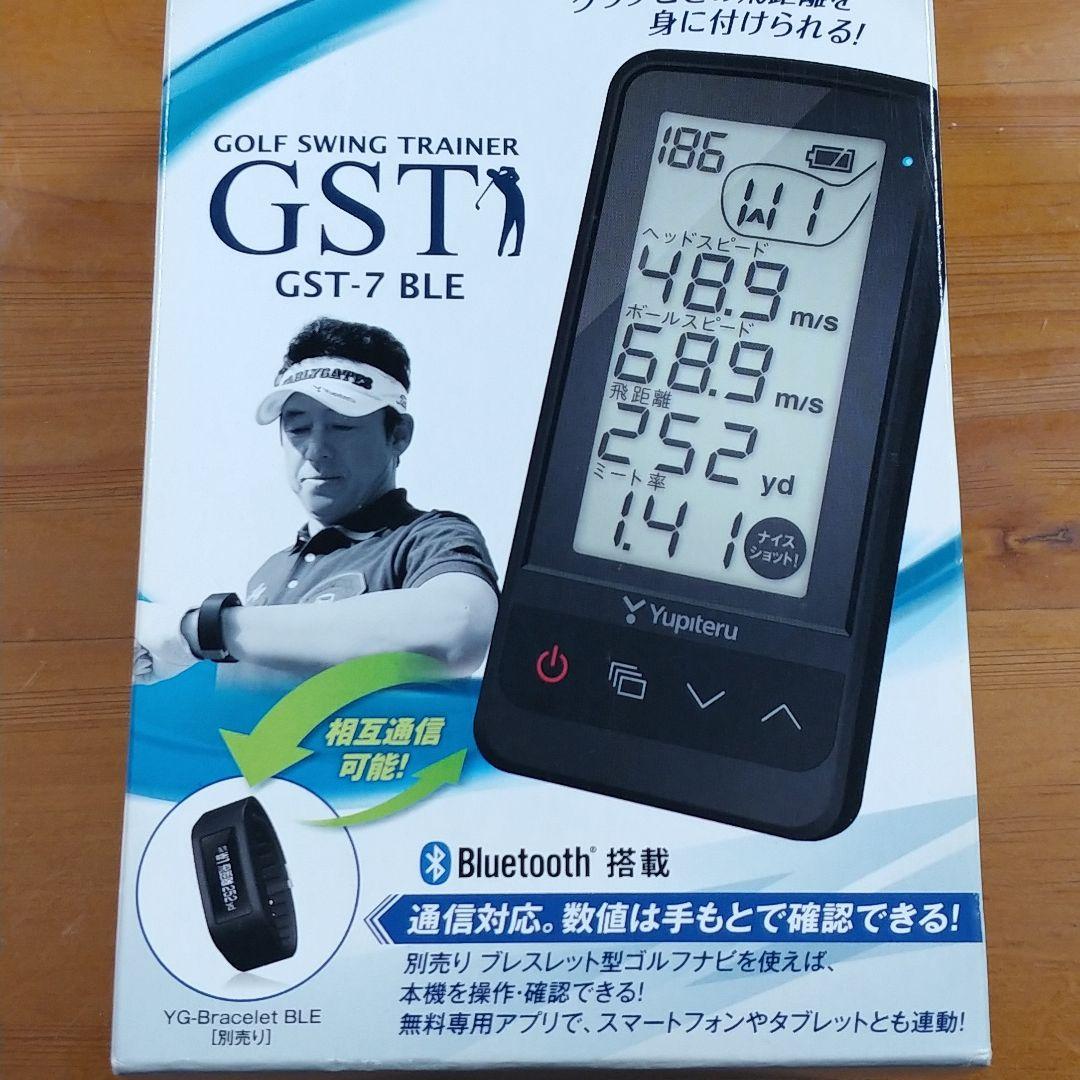 身に付けられる!
GOLF SWING TRAINER
GST
GST-7 BLE
186
W1
ヘッドスピード
48.9 m/s
ボールスピード
68.9 m/s
飛距離
252 yd
ミート率
1.41
ナイス
ショット!
Yupiteru
相互通信
可能!
Bluetooth® 搭載
通信対応。数値は手もとで確認できる!
別売り ブレスレット型ゴルフナビを使えば、
本機を操作・確認できる!
無料専用アプリで、スマートフォンやタブレットとも連動!
YG-Bracelet BLE
[別売り]